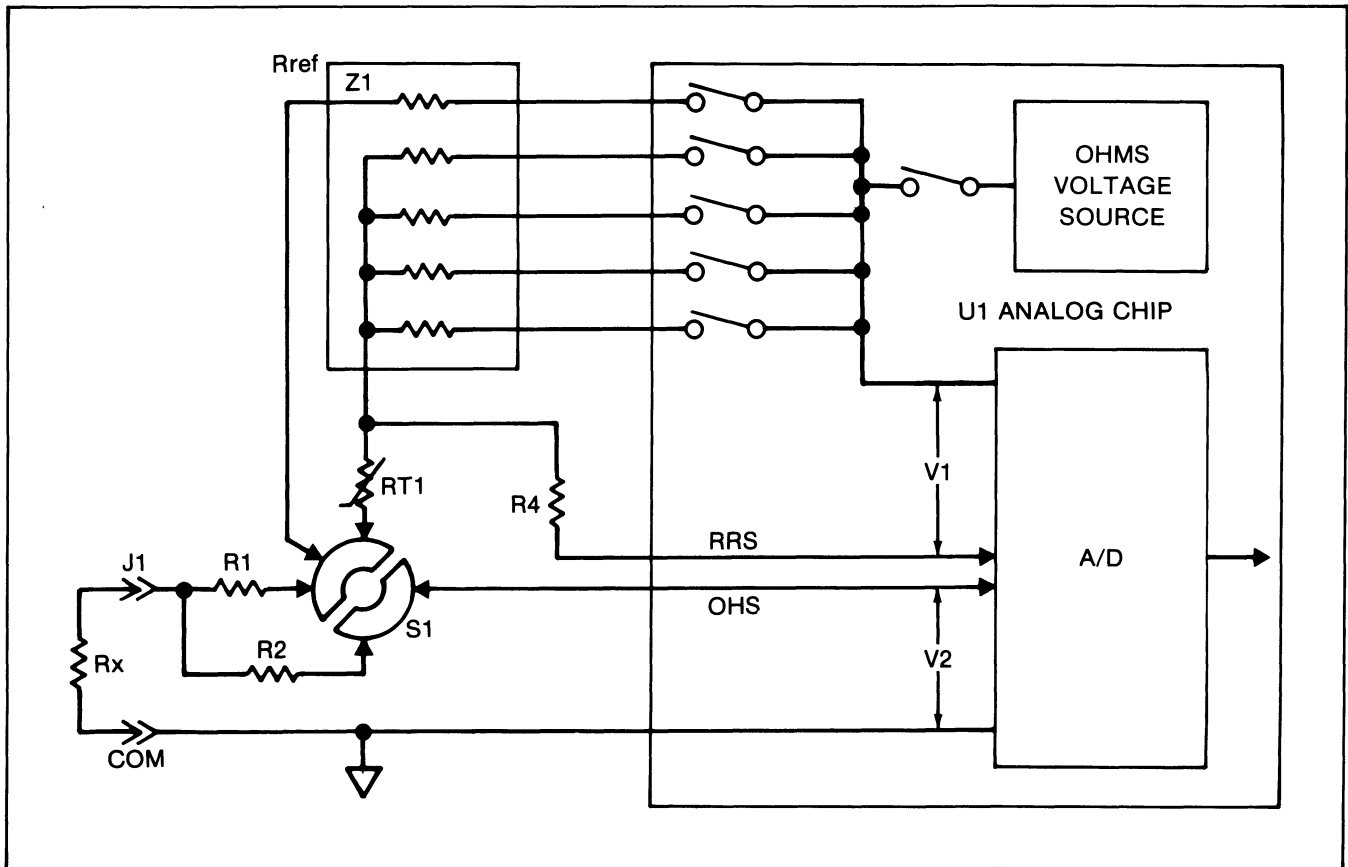 Rref
Z1
OHMS
VOLTAGE
SOURCE
U1 ANALOG CHIP
RT1
R4
V1
RRS
A/D
J1
R1
OHS
S1
R2
Rx
V2
COM